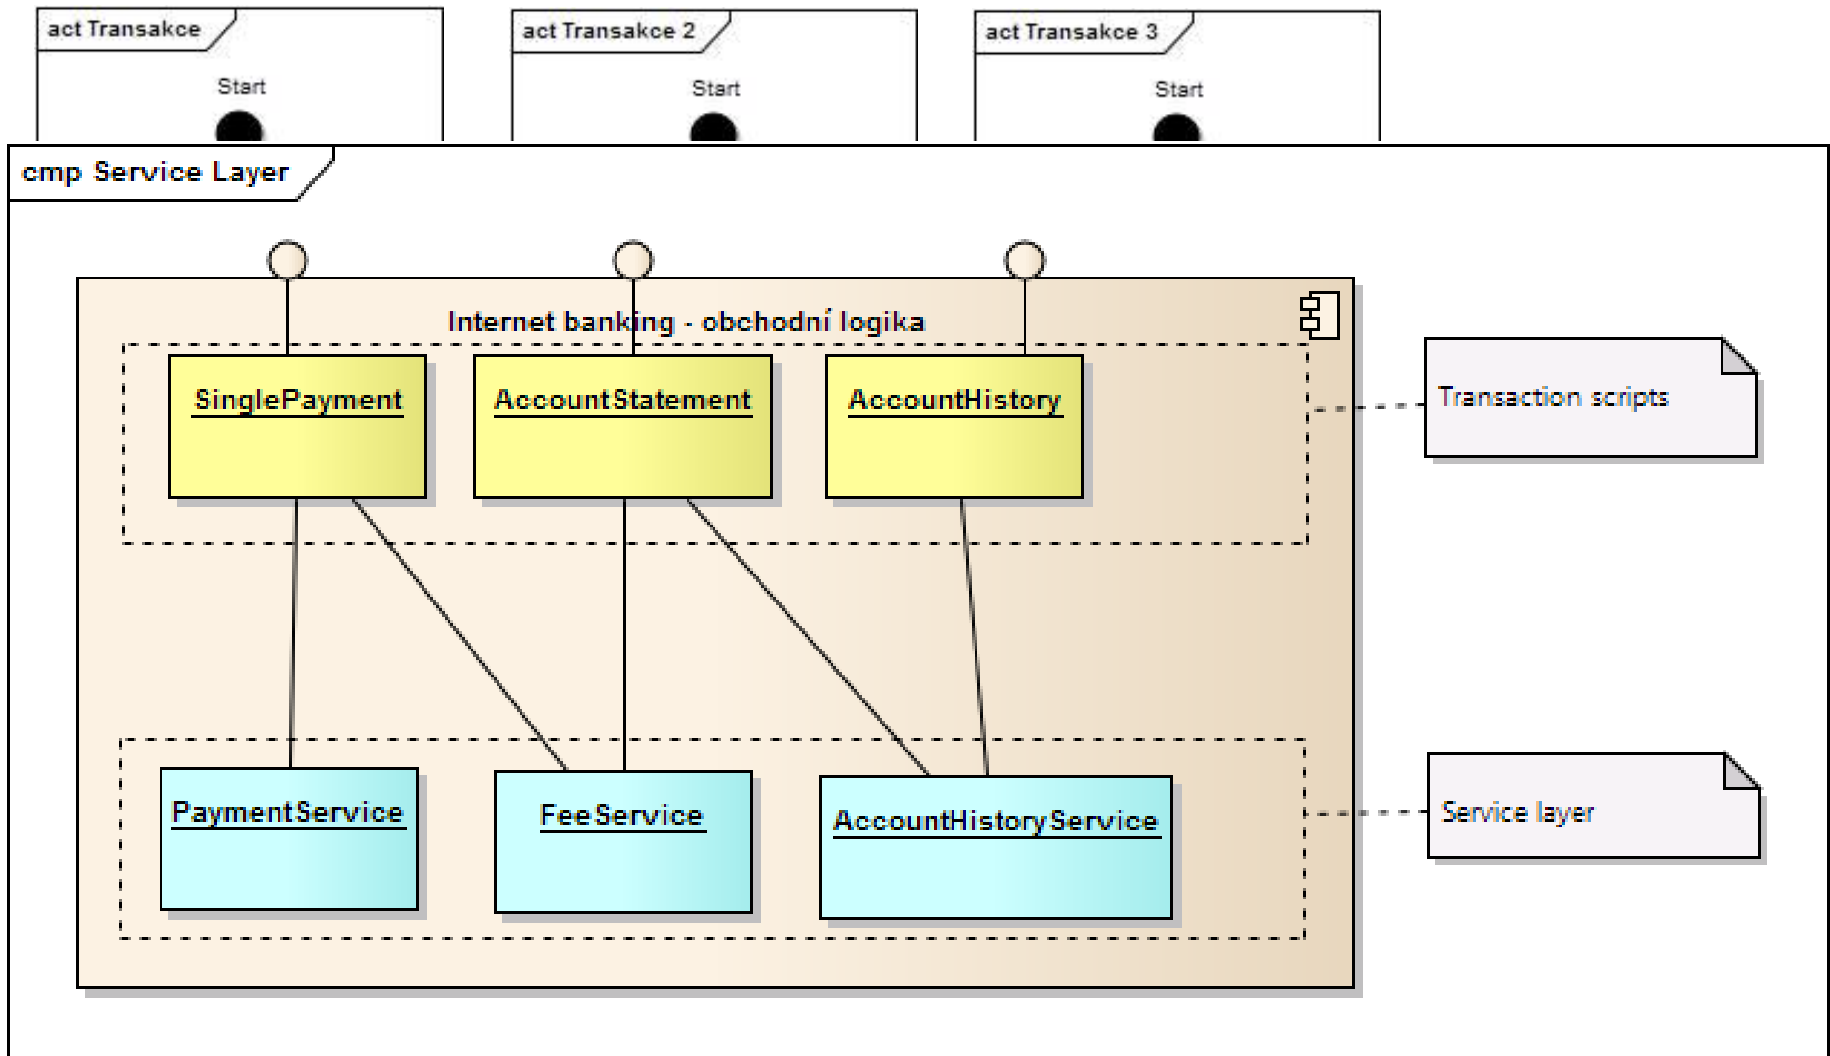 act Transakce
act Transakce 2
act Transakce 3
Start
Start
Start
cmp Service Layer
Internet banking - obchodní logika
SinglePayment
AccountStatement
AccountHistory
Transaction scripts
PaymentService
FeeService
AccountHistoryService
Service layer